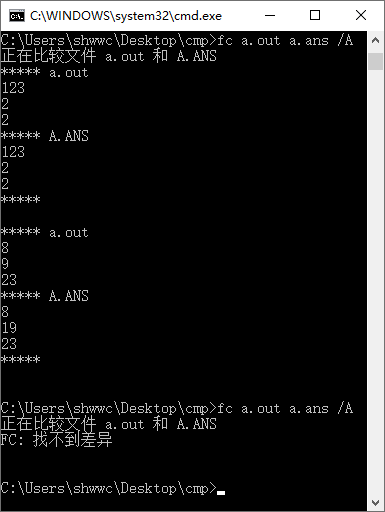 C:\WINDOWS\system32\cmd.exe
C:\Users\shwwc\Desktop\cmp>fc a.out a.ans /A
正在比较文件 a.out 和 A.ANS
***** a.out
123
2
2
***** A.ANS
123
2
2
*****
***** a.out
8
9
23
***** A.ANS
8
19
23
*****
C:\Users\shwwc\Desktop\cmp>fc a.out a.ans /A
正在比较文件 a.out 和 A.ANS
FC: 找不到差异
C:\Users\shwwc\Desktop\cmp>